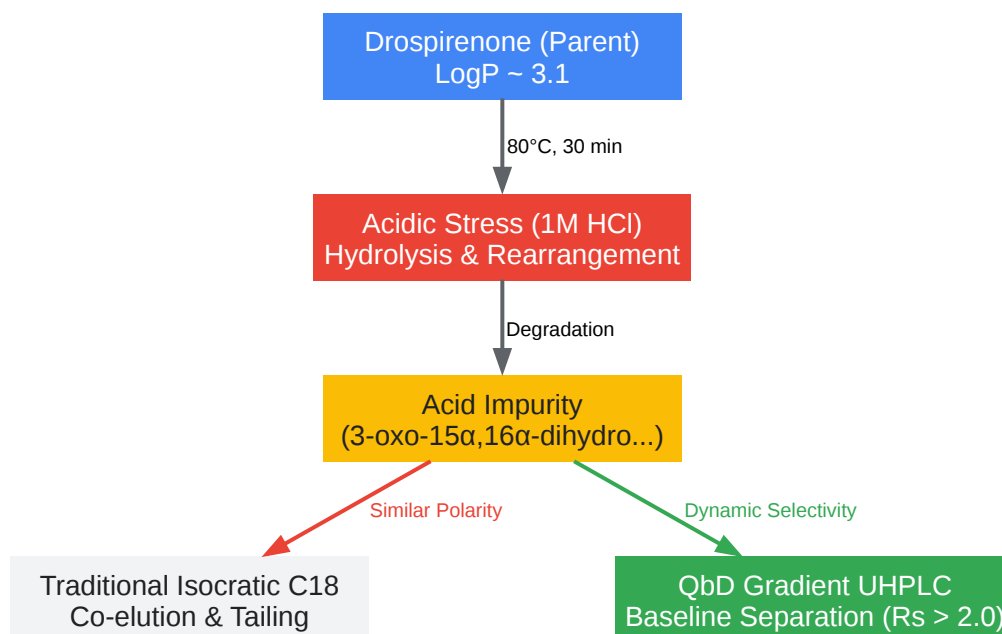 Drospirenone (Parent)
LogP ~ 3.1
80°C, 30 min
Acidic Stress (1M HCl)
Hydrolysis & Rearrangement
Degradation
Acid Impurity
(3-oxo-15α,16α-dihydro...)
Similar Polarity
Dynamic Selectivity
Traditional Isocratic C18
Co-elution & Tailing
QbD Gradient UHPLC
Baseline Separation (Rs > 2.0)